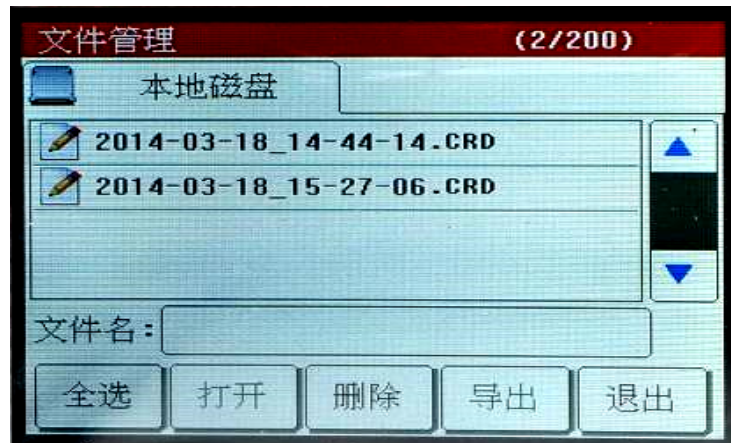 文件管理 (2/200)
本地磁盘
2014-03-18_14-44-14.CRD
2014-03-18_15-27-06.CRD
文件名:
全选 打开 删除 导出 退出